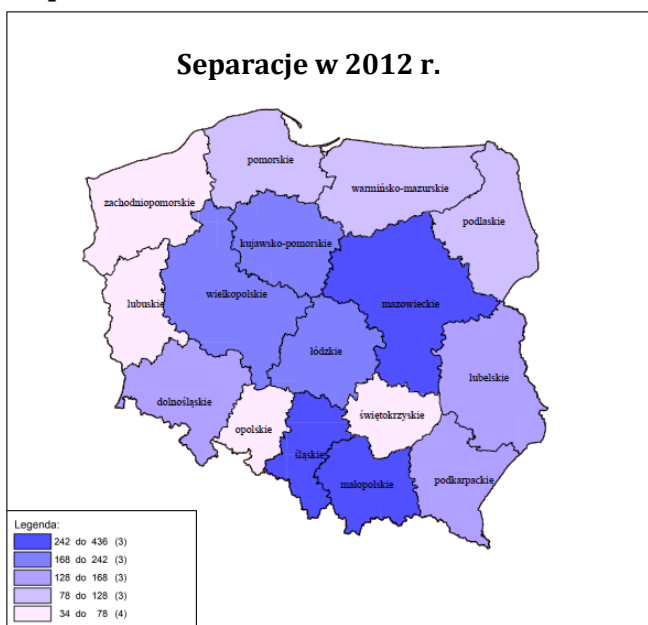 Separacje w 2012 r.
pomorskie
warmińsko-mazurskie
zachodniopomorskie
podlaskie
kujawsko-pomorskie
wielkopolskie
mazowieckie
lubuskie
łódzkie
lubelskie
dolnośląskie
świętokrzyskie
opolskie
śląskie
podkarpackie
małopolskie
Legenda:
242 do 436 (3)
168 do 242 (3)
128 do 168 (3)
78 do 128 (3)
34 do 78 (4)